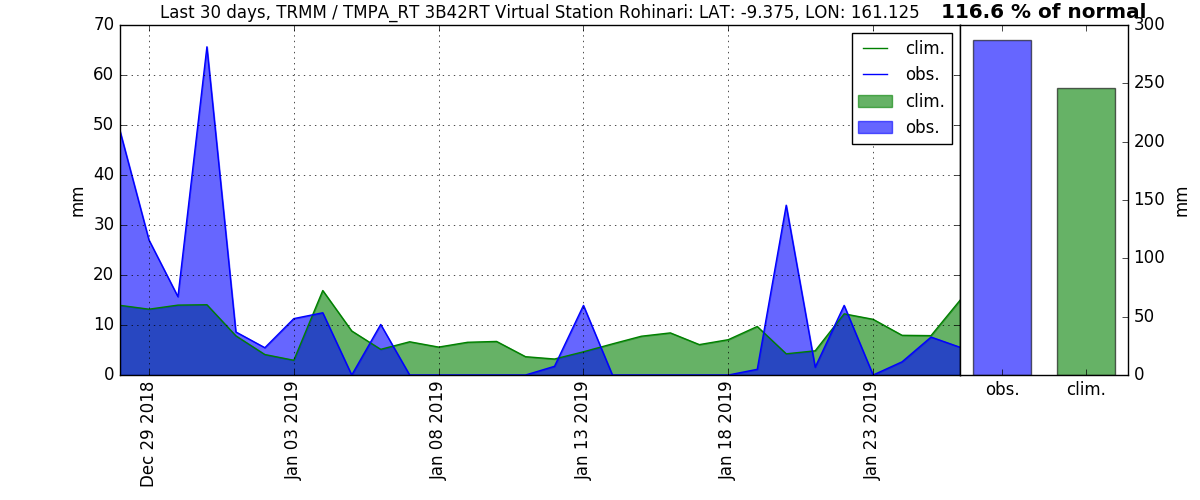 Last 30 days, TRMM / TMPA_RT 3B42RT Virtual Station Rohinari: LAT: -9.375, LON: 161.125
116.6 % of normal
70
60
50
40
30
20
10
0
mm
clim.
obs.
clim.
obs.
Dec 29 2018
Jan 03 2019
Jan 08 2019
Jan 13 2019
Jan 18 2019
Jan 23 2019
300
250
200
150
100
50
0
mm
obs.
clim.